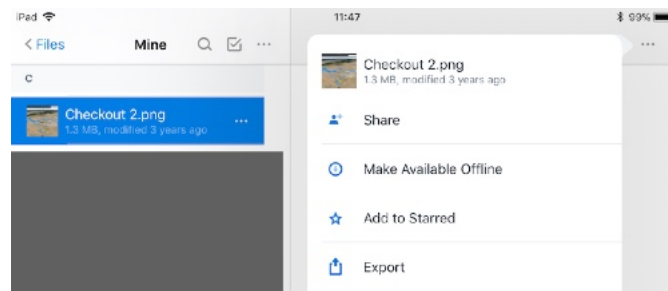 iPad
11:47
99%
Files
Mine
C
Checkout 2.png
1.3 MB, modified 3 years ago
Checkout 2.png
1.3 MB, modified 3 years ago
Share
Make Available Offline
Add to Starred
Export